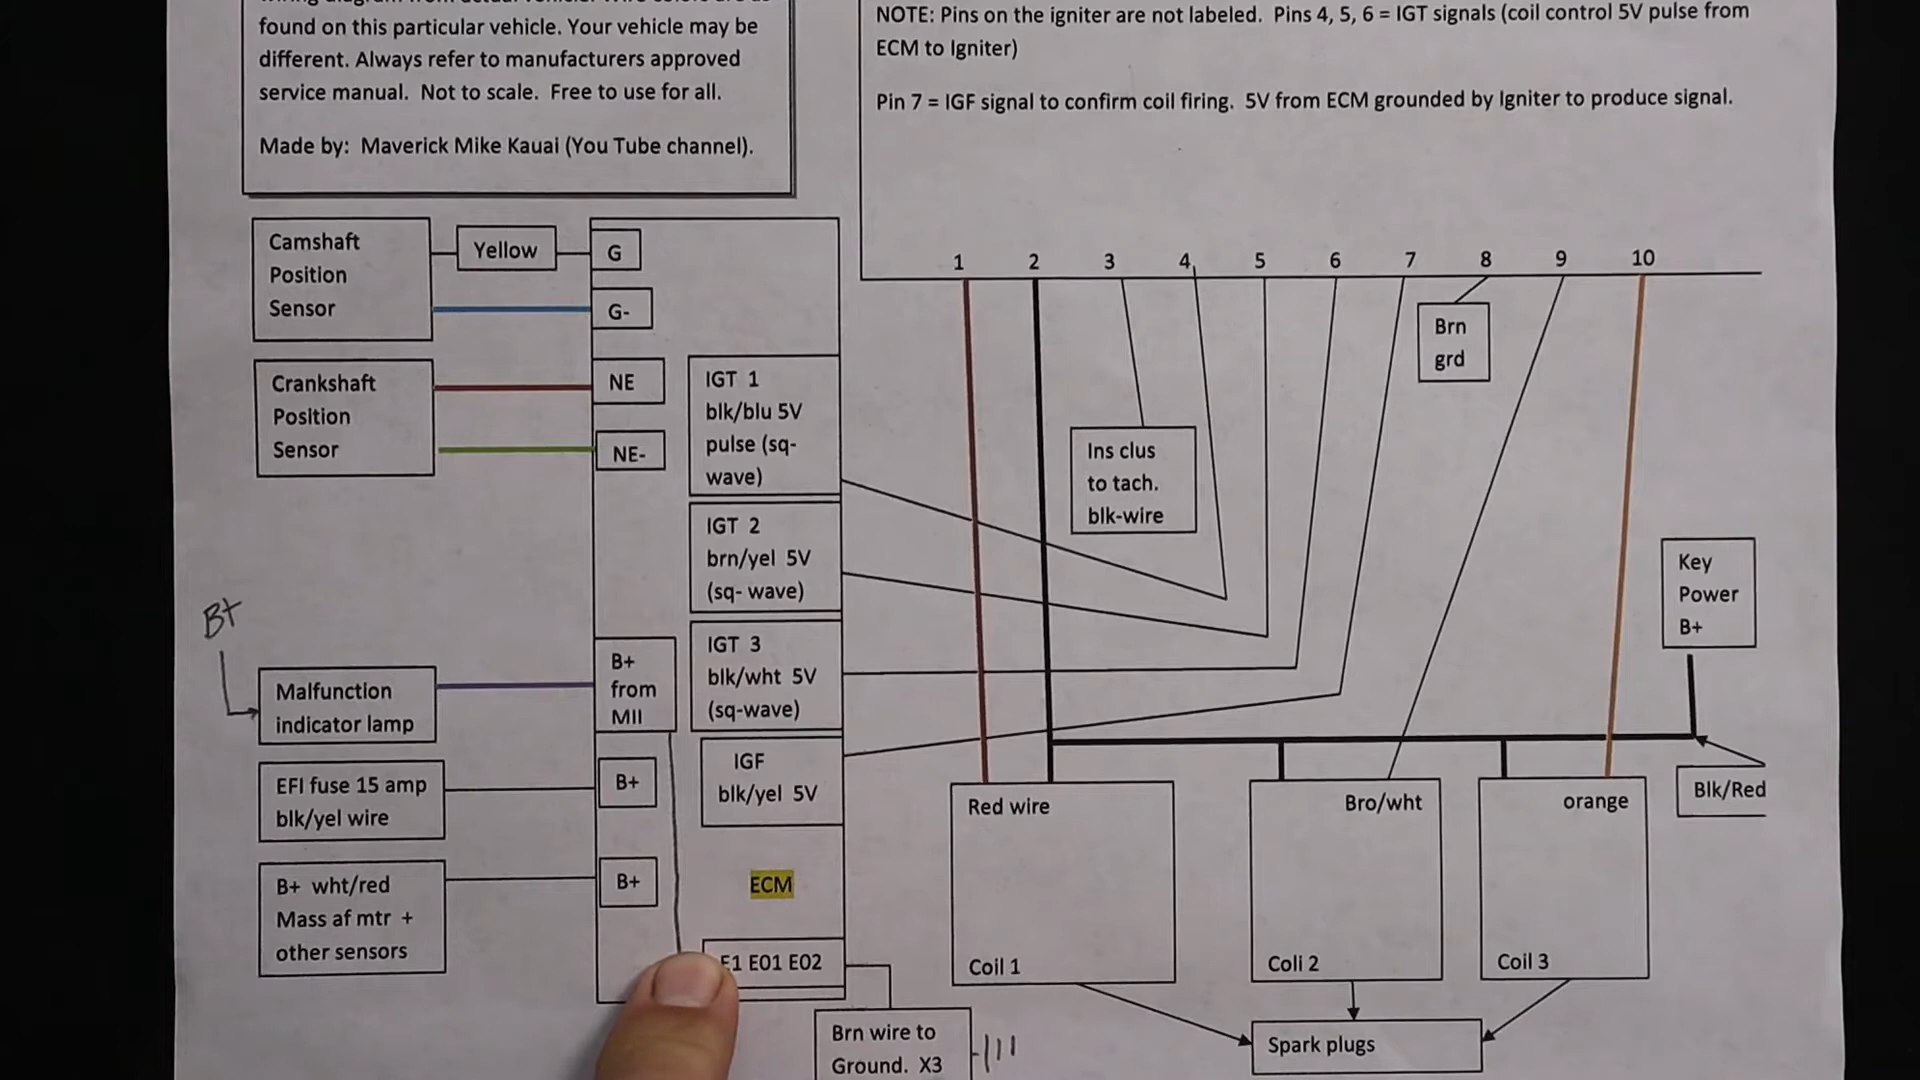 found on this particular vehicle. Your vehicle may be
different. Always refer to manufacturers approved
service manual. Not to scale. Free to use for all.
Made by: Maverick Mike Kauai (You Tube channel).
NOTE: Pins on the igniter are not labeled. Pins 4, 5, 6 = IGT signals (coil control 5V pulse from
ECM to Igniter)
Pin 7 = IGF signal to confirm coil firing. 5V from ECM grounded by Igniter to produce signal.
1 2 3 4 5 6 7 8 9 10
Camshaft
Position
Sensor
Yellow
G
G-
Crankshaft
Position
Sensor
NE
NE-
IGT 1
blk/blu 5V
pulse (sq-
wave)
IGT 2
brn/yel 5V
(sq- wave)
IGT 3
blk/wht 5V
(sq-wave)
IGF
blk/yel 5V
ECM
E1 E01 E02
B+
Malfunction
indicator lamp
B+
from
MIl
EFI fuse 15 amp
blk/yel wire
B+
B+ wht/red
Mass af mtr +
other sensors
B+
Brn wire to
Ground. X3
Ins clus
to tach.
blk-wire
Brn
grd
Key
Power
B+
Blk/Red
Red wire
Coil 1
Bro/wht
Coli 2
orange
Coil 3
Spark plugs